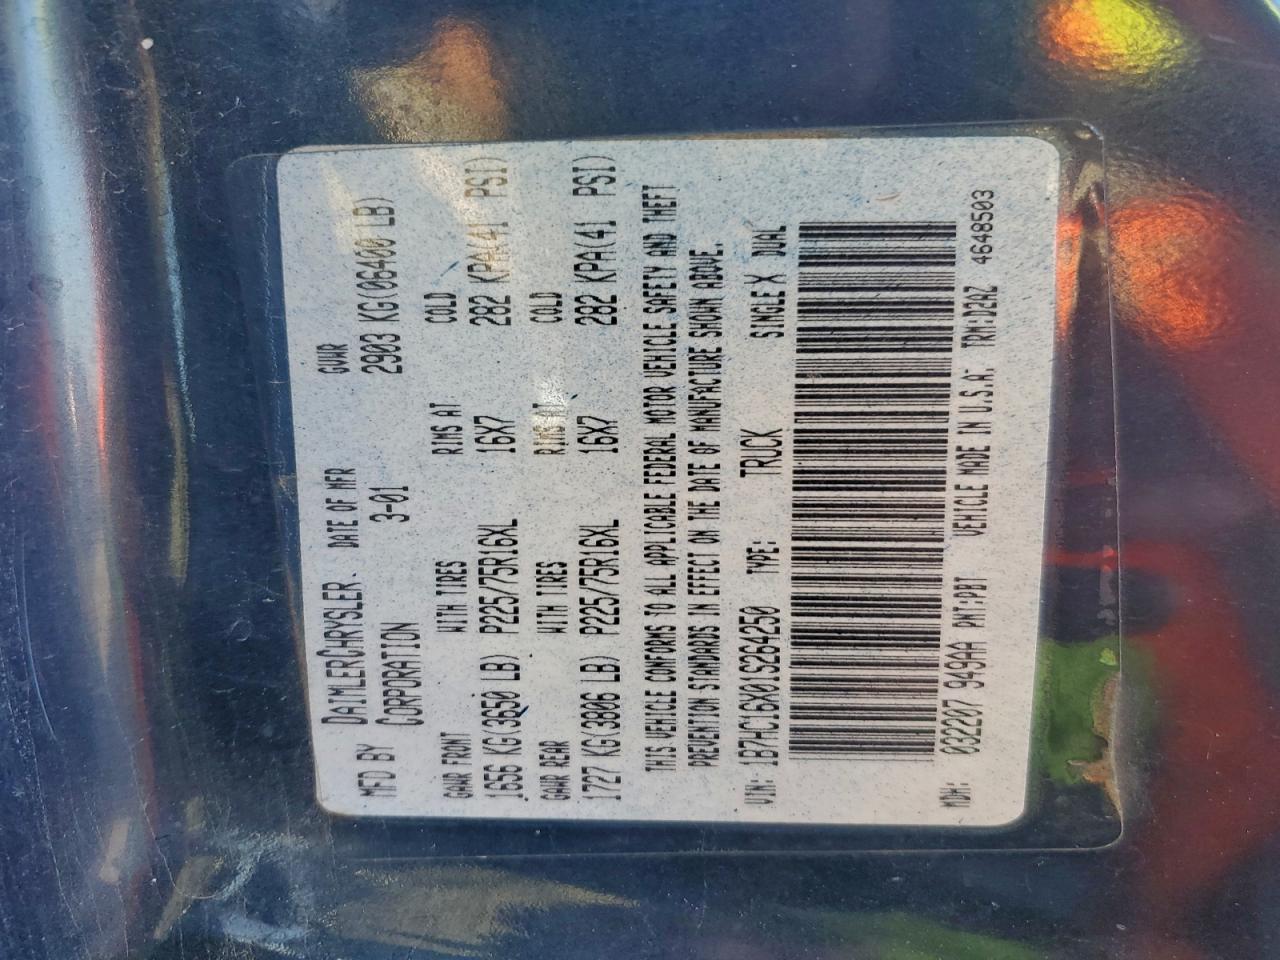 MFD BY DAIMLERCHRYSLER CORPORATION
DATE OF MFR 3-01
GVWR 2903 KG(06400 LB)
GAWR FRONT WITH TIRES RIMS AT COLD
1656 KG(3650 LB) P225/75R16XL 16X7 282 KPA(41 PSI)
GAWR REAR WITH TIRES RIMS AT COLD
1727 KG(3806 LB) P225/75R16XL 16X7 282 KPA(41 PSI)
THIS VEHICLE CONFORMS TO ALL APPLICABLE FEDERAL MOTOR VEHICLE SAFETY AND THEFT
PREVENTION STANDARDS IN EFFECT ON THE DATE OF MANUFACTURE SHOWN ABOVE.
VIN: 1B7HC16X01S264250 TYPE: TRUCK SINGLE X DUAL
MDH: 032207 949AA PNT:PBT VEHICLE MADE IN U.S.A. TRM:D2AZ 4648503